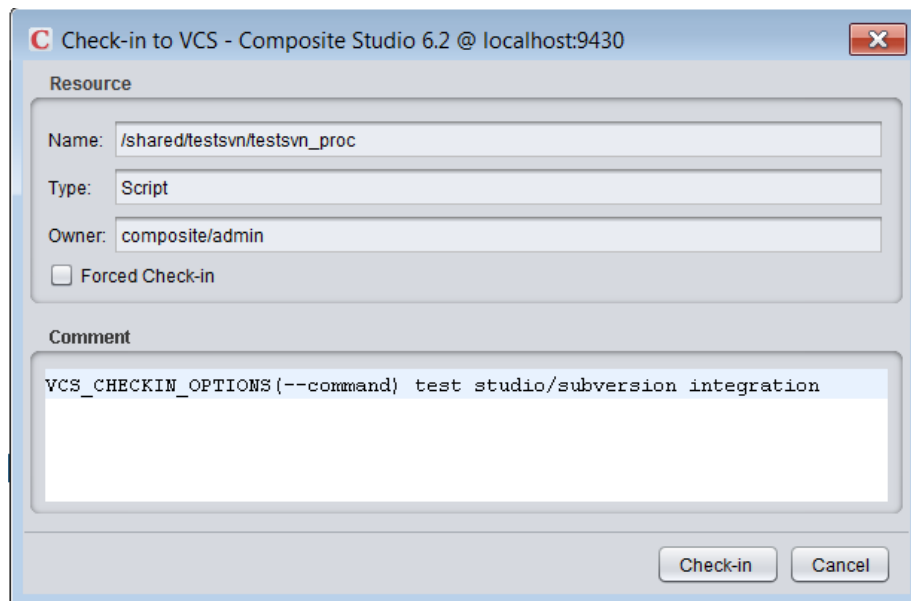 C Check-in to VCS - Composite Studio 6.2 @ localhost:9430
Resource
Name: /shared/testsvn/testsvn_proc
Type: Script
Owner: composite/admin
Forced Check-in
Comment
VCS_CHECKIN_OPTIONS(--command) test studio/subversion integration
Check-in Cancel